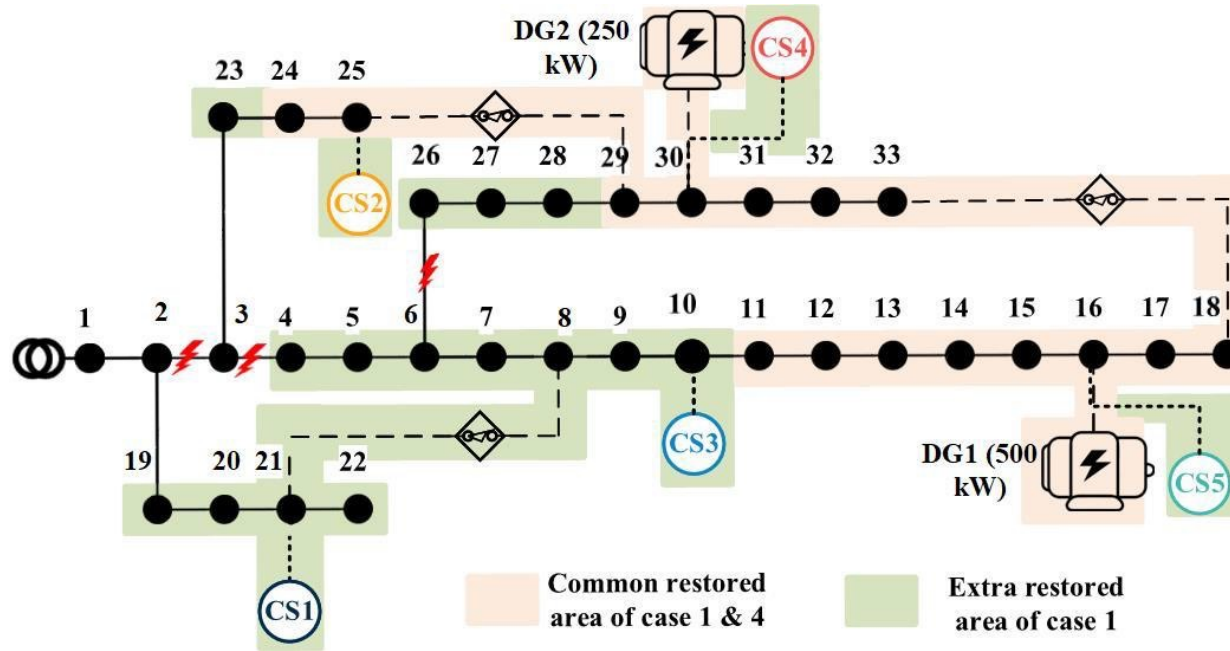 DG2 (250
kW)
CS4
23 24 25
CS2
26 27 28 29 30 31 32 33
1 2 3 4 5 6 7 8 9 10 11 12 13 14 15 16 17 18
CS3
DG1 (500
kW)
CS5
19 20 21 22
CS1
Common restored
area of case 1 & 4
Extra restored
area of case 1